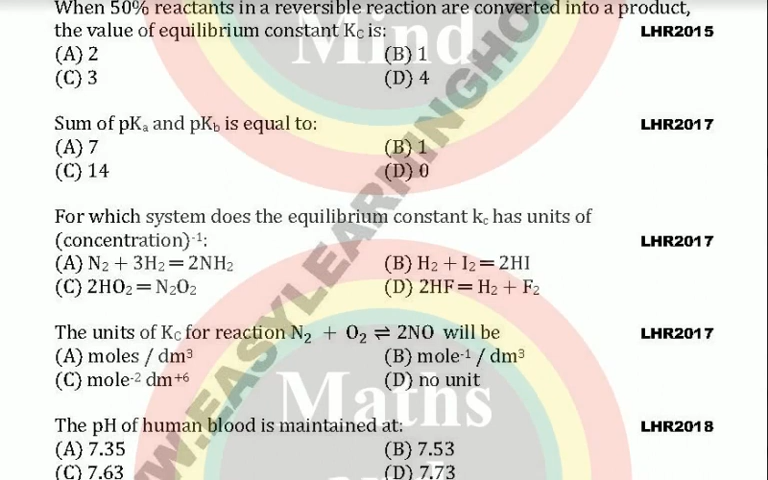 When 50% reactants in a reversible reaction are converted into a product,
the value of equilibrium constant Kc is: LHR2015
(A) 2 (B) 1
(C) 3 (D) 4
Sum of pKₐ and pK_b is equal to: LHR2017
(A) 7 (B) 1
(C) 14 (D) 0
For which system does the equilibrium constant kc has units of
(concentration)⁻¹: LHR2017
(A) N₂ + 3H₂ = 2NH₂ (B) H₂ + I₂ = 2HI
(C) 2HO₂ = N₂O₂ (D) 2HF = H₂ + F₂
The units of Kc for reaction N₂ + O₂ ⇌ 2NO will be LHR2017
(A) moles / dm³ (B) mole⁻¹ / dm³
(C) mole⁻² dm⁺⁶ (D) no unit
The pH of human blood is maintained at: LHR2018
(A) 7.35 (B) 7.53
(C) 7.63 (D) 7.73
Mind
Maths
and
W.EASYLEARNINGHO